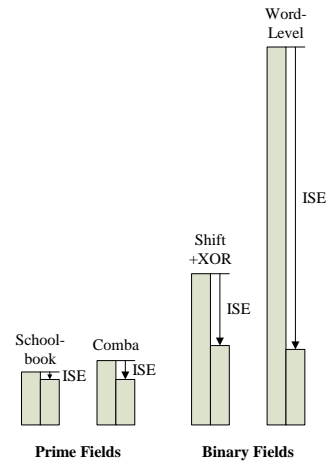 Word-
Level
ISE
Shift
+XOR
ISE
School-
book
ISE
Comba
ISE
Prime Fields
Binary Fields